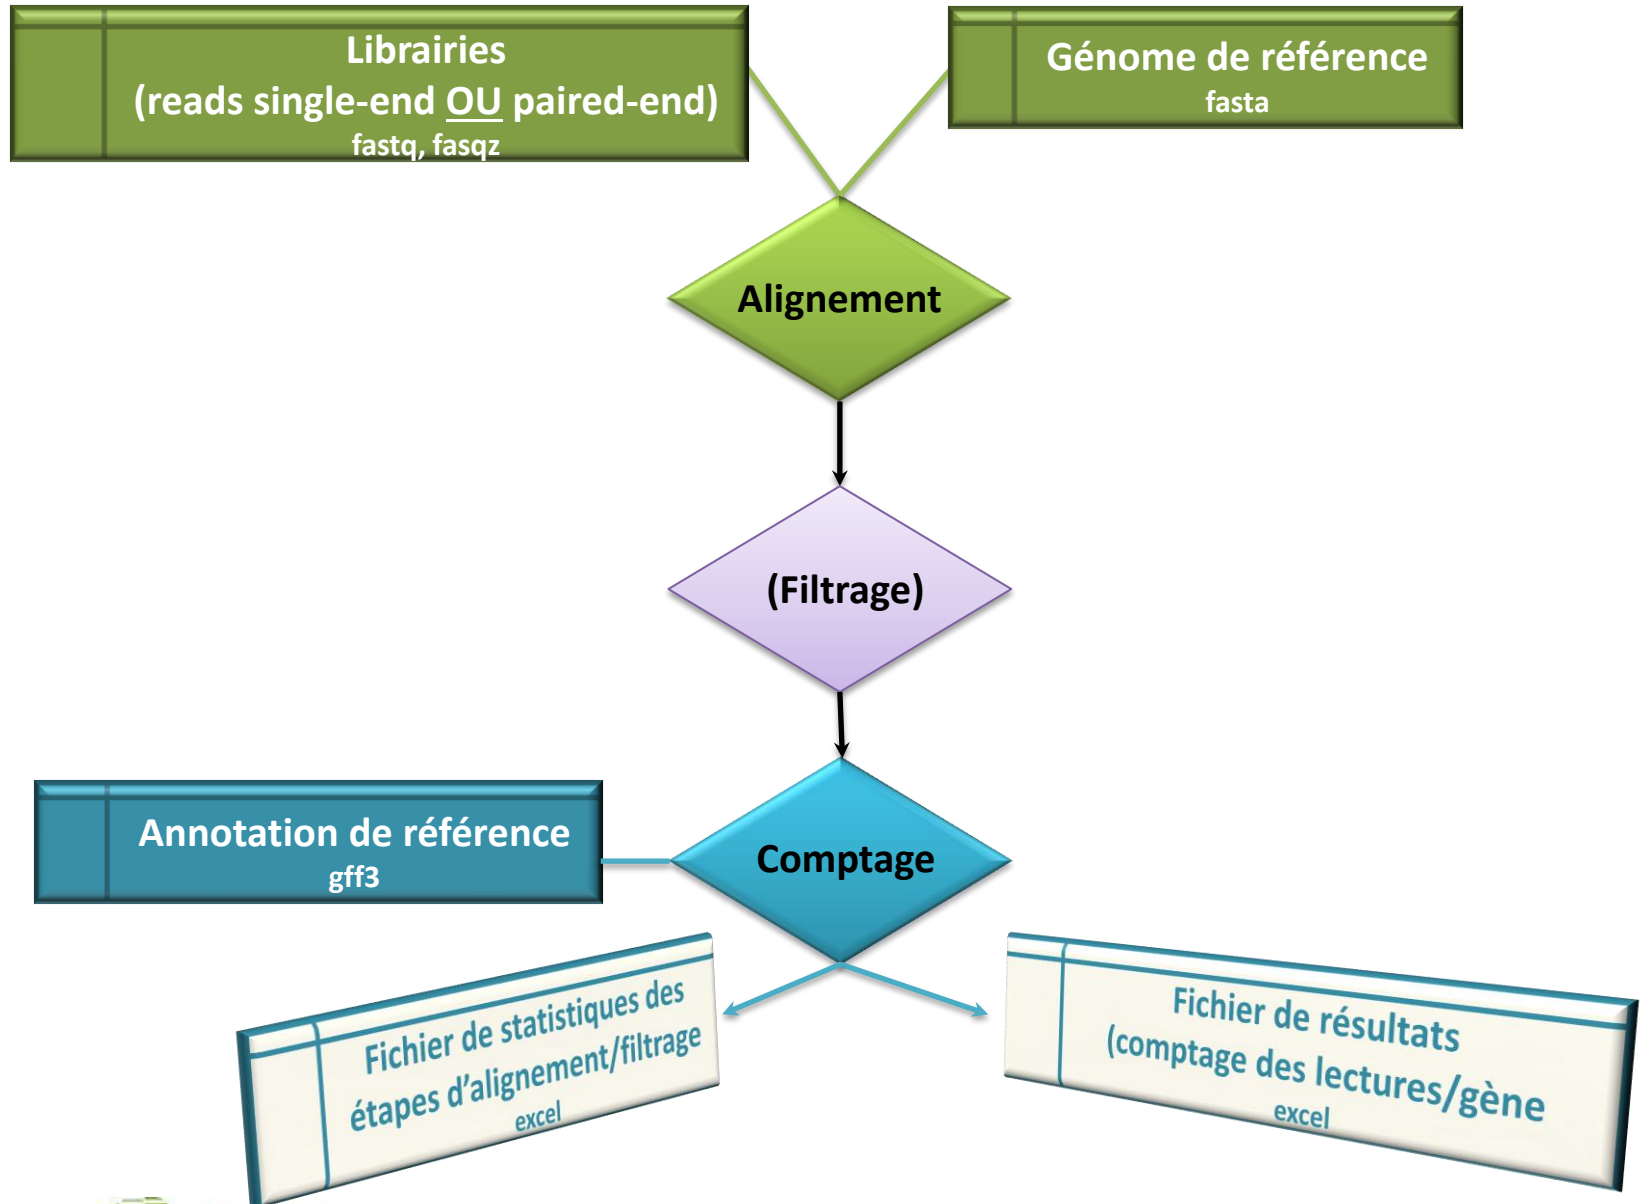 Librairies
(reads single-end OU paired-end)
fastq, fasqz
Génome de référence
fasta
Alignement
(Filtrage)
Annotation de référence
gff3
Comptage
Fichier de statistiques des
étapes d’alignement/filtrage
excel
Fichier de résultats
(comptage des lectures/gène
excel